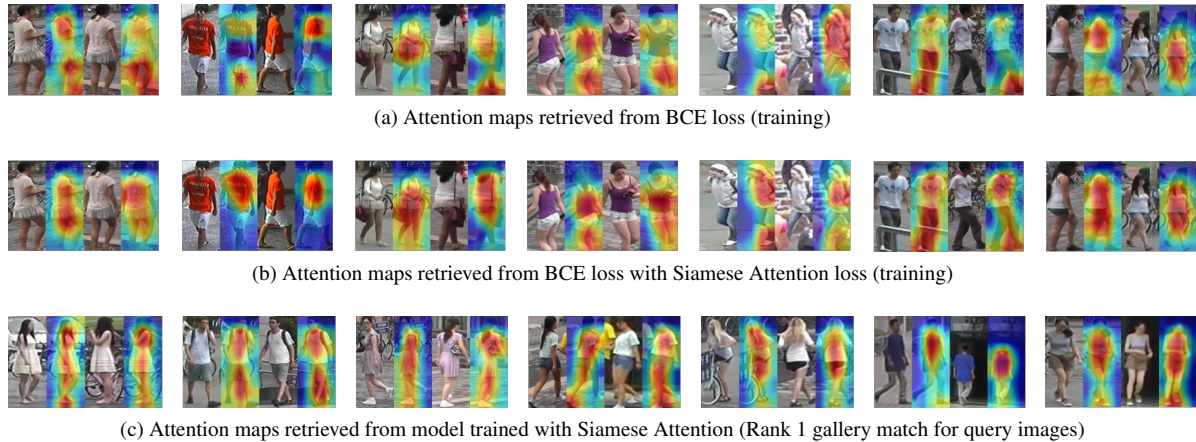 (a) Attention maps retrieved from BCE loss (training)
(b) Attention maps retrieved from BCE loss with Siamese Attention loss (training)
(c) Attention maps retrieved from model trained with Siamese Attention (Rank 1 gallery match for query images)